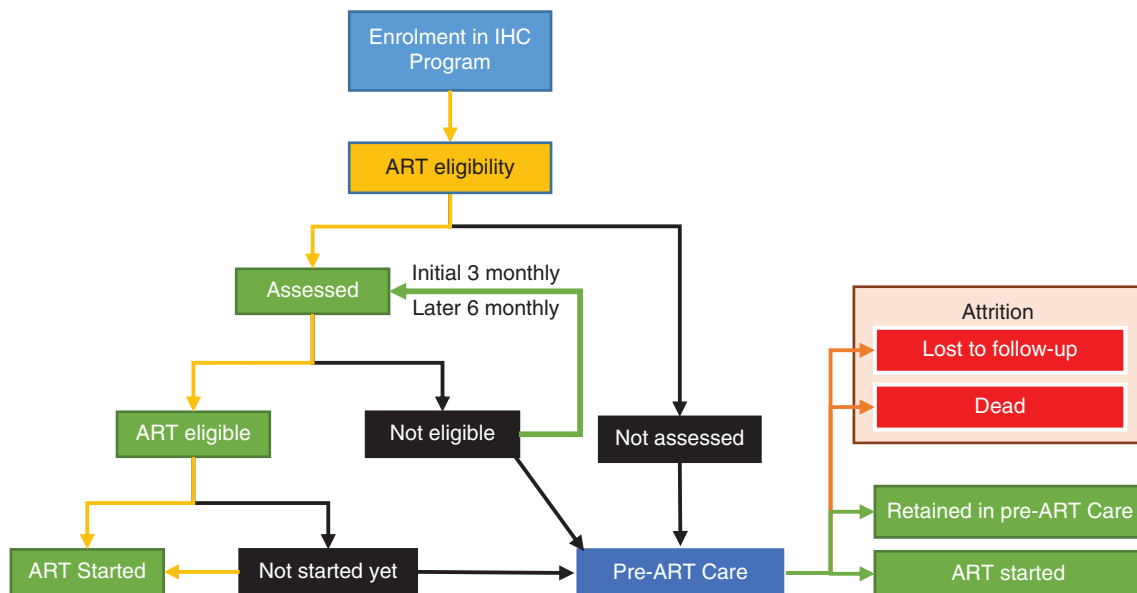 Enrolment in IHC
Program
ART eligibility
Initial 3 monthly
Assessed
Later 6 monthly
Attrition
Lost to follow-up
Dead
ART eligible
Not eligible
Not assessed
Retained in pre-ART Care
ART Started
Not started yet
Pre-ART Care
ART started